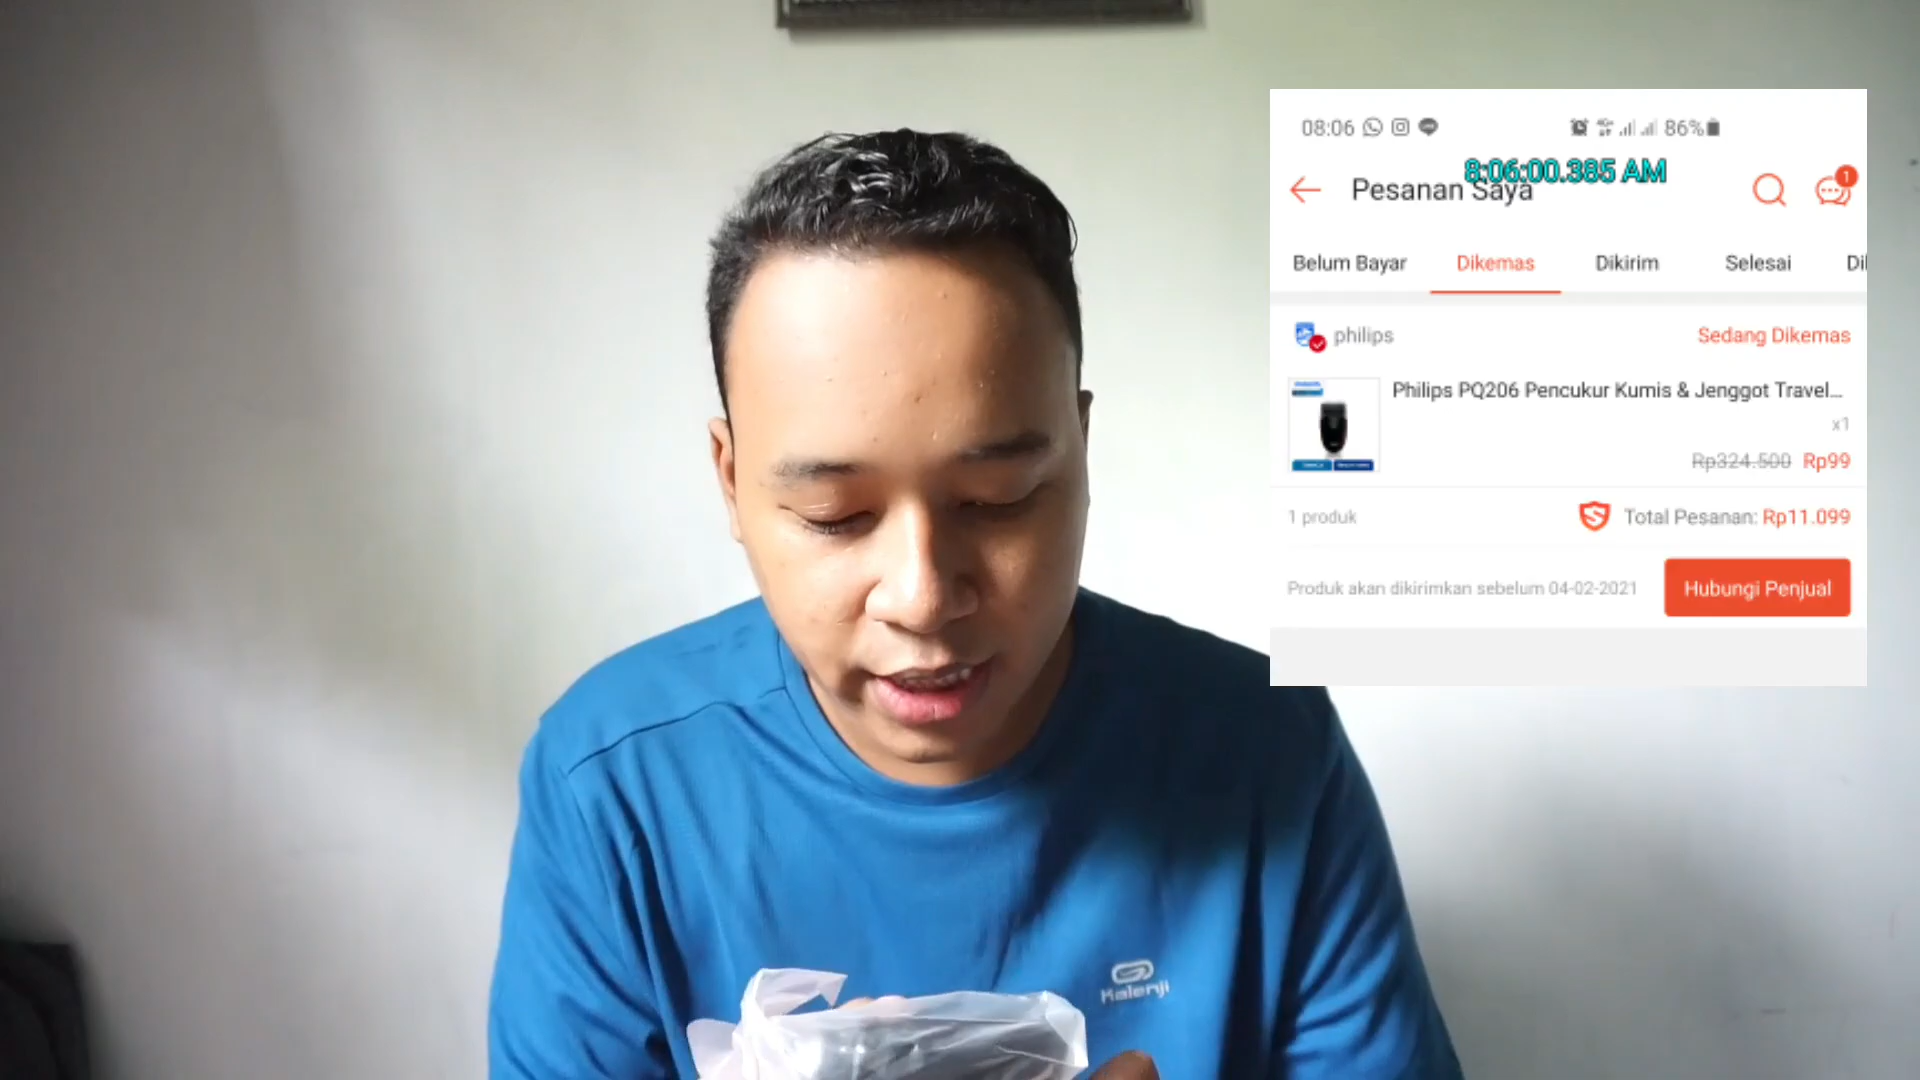 08:06
86%
8:06:00.385 AM
Pesanan Saya
1
Belum Bayar Dikemas Dikirim Selesai Di
philips Sedang Dikemas
Philips PQ206 Pencukur Kumis & Jenggot Travel...
x1
Rp324.500 Rp99
1 produk Total Pesanan: Rp11.099
Produk akan dikirimkan sebelum 04-02-2021 Hubungi Penjual
Kalenji